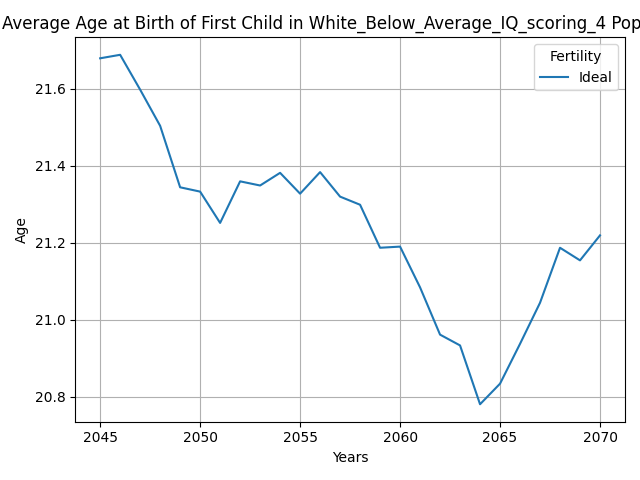 Average Age at Birth of First Child in White_Below_Average_IQ_scoring_4 Pop
Fertility
Ideal
21.6
21.4
21.2
21.0
20.8
Age
2045 2050 2055 2060 2065 2070
Years